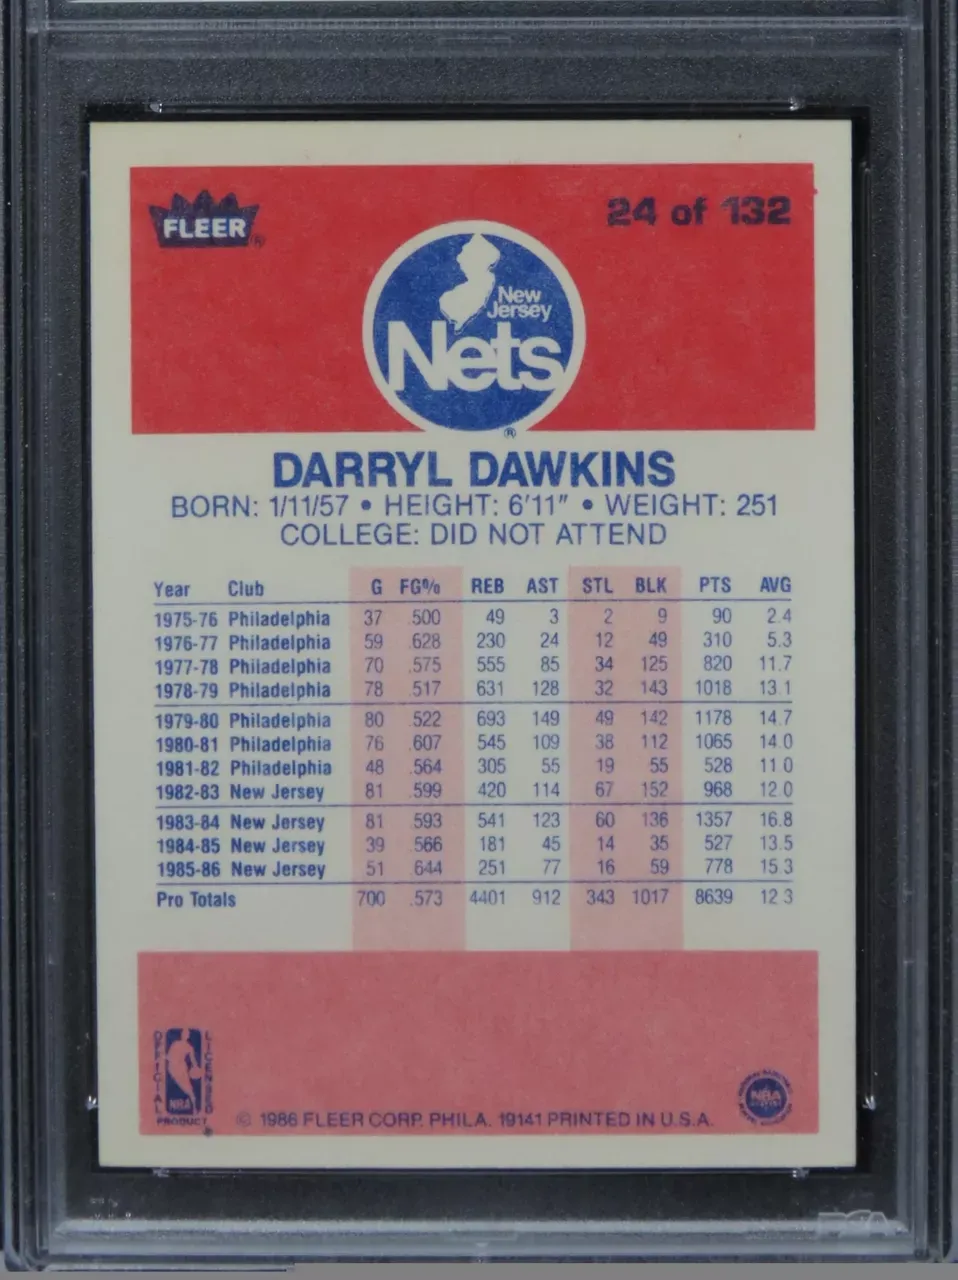 FLEER ®
24 of 132
New
Jersey
Nets
®
DARRYL DAWKINS
BORN: 1/11/57 • HEIGHT: 6'11" • WEIGHT: 251
COLLEGE: DID NOT ATTEND
Year Club G FG% REB AST STL BLK PTS AVG
1975-76 Philadelphia 37 .500 49 3 2 9 90 2.4
1976-77 Philadelphia 59 .628 230 24 12 49 310 5.3
1977-78 Philadelphia 70 .575 555 85 34 125 820 11.7
1978-79 Philadelphia 78 .517 631 128 32 143 1018 13.1
1979-80 Philadelphia 80 .522 693 149 49 142 1178 14.7
1980-81 Philadelphia 76 .607 545 109 38 112 1065 14.0
1981-82 Philadelphia 48 .564 305 55 19 55 528 11.0
1982-83 New Jersey 81 .599 420 114 67 152 968 12.0
1983-84 New Jersey 81 .593 541 123 60 136 1357 16.8
1984-85 New Jersey 39 .566 181 45 14 35 527 13.5
1985-86 New Jersey 51 .644 251 77 16 59 778 15.3
Pro Totals 700 .573 4401 912 343 1017 8639 12.3
OFFICIAL
LICENSED
NBA
PRODUCT
© 1986 FLEER CORP. PHILA. 19141 PRINTED IN U.S.A.
NBA
PSA